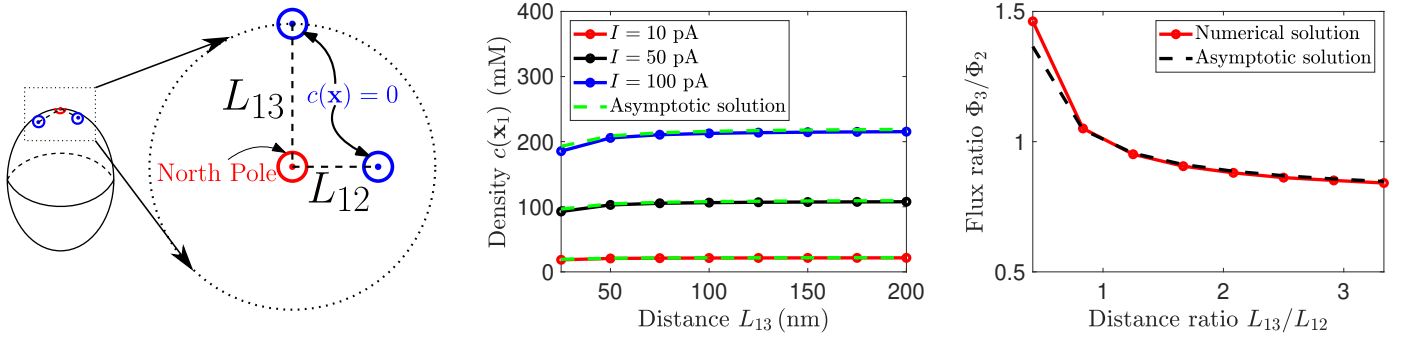 L₁₃
c(x) = 0
North Pole
L₁₂
Density c(x₁) (mM)
400
300
200
100
0
I = 10 pA
I = 50 pA
I = 100 pA
Asymptotic solution
50
100
150
200
Distance L₁₃ (nm)
Flux ratio Φ₃/Φ₂
1.5
1
0.5
Numerical solution
Asymptotic solution
1
2
3
Distance ratio L₁₃/L₁₂